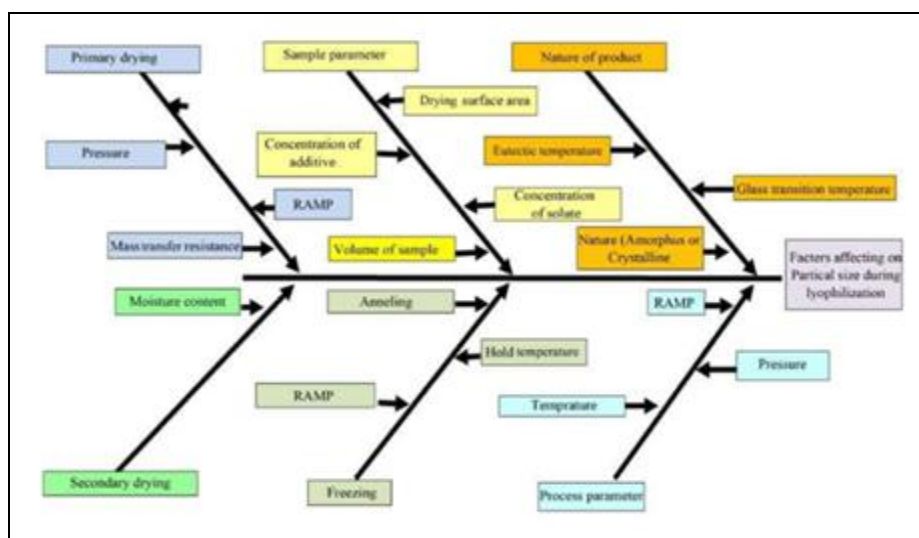 Primary drying
Sample parameter
Nature of product
Drying surface area
Pressure
Concentration of
additive
Eutectic temperature
Glass transition temperature
RAMP
Concentration
of solute
Mass transfer resistance
Volume of sample
Nature (Amorphus or
Crystalline
Factors affecting on
Partical size during
lyophilization
Moisture content
Anneling
RAMP
Hold temperature
Pressure
RAMP
Temprature
Secondary drying
Freezing
Process parameter